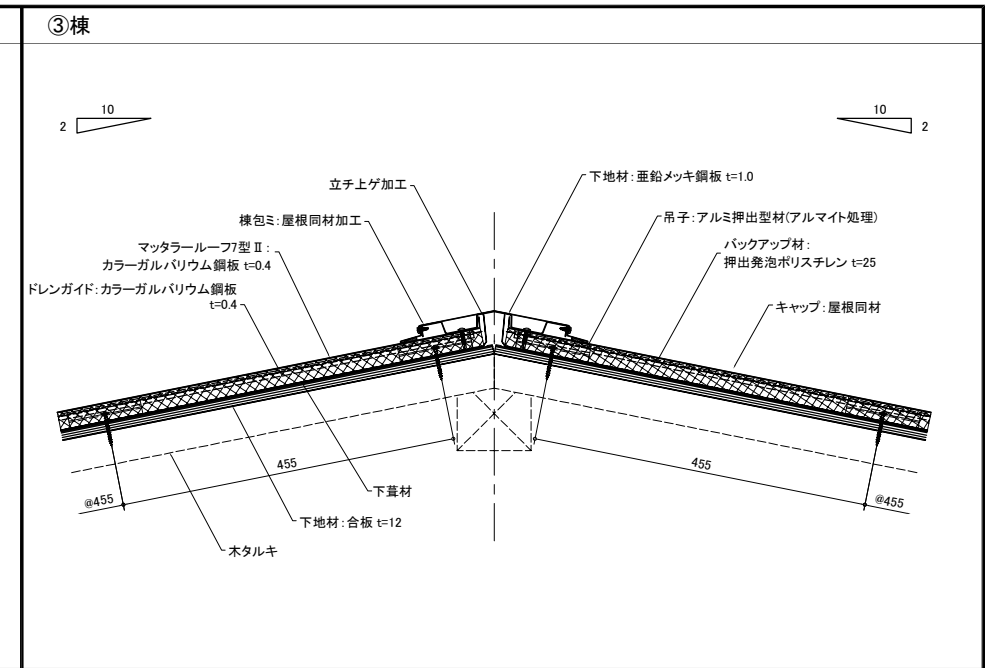 ③棟
10
2
10
2
立チ上ゲ加工
棟包ミ:屋根同材加工
マッタラールーフ7型Ⅱ:
カラーガルバリウム鋼板 t=0.4
ドレンガイド:カラーガルバリウム鋼板
t=0.4
下地材:亜鉛メッキ鋼板 t=1.0
吊子:アルミ押出型材(アルマイト処理)
バックアップ材:
押出発泡ポリスチレン t=25
キャップ:屋根同材
455
455
@455
@455
下葺材
下地材:合板 t=12
木タルキ